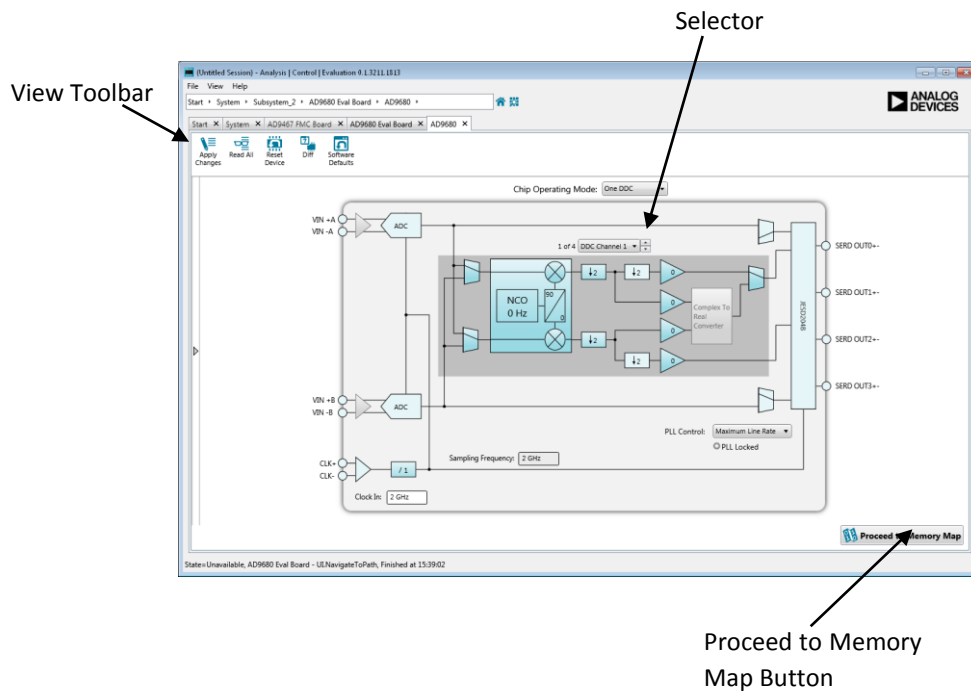 Selector
View Toolbar
(Untitled Session) - Analysis | Control | Evaluation 0.1.3211.1813
File View Help
Start System Subsystem_2 AD9680 Eval Board AD9680
ANALOG
DEVICES
Start System AD9467 FMC Board AD9680 Eval Board AD9680
Apply Changes Read All Reset Device Diff Software Defaults
Chip Operating Mode: One DDC
VIN +A
VIN -A
ADC
1 of 4 DDC Channel 1
SERD OUT0+-
↓2 ↓2 0
NCO
0 Hz
90
0
0
Complex To
Real
Converter
SERD OUT1+-
JESD204B
0
↓2
SERD OUT2+-
↓2 0
SERD OUT3+-
VIN +B
VIN -B
ADC
PLL Control: Maximum Line Rate
PLL Locked
CLK+
CLK-
/ 1
Sampling Frequency: 2 GHz
Clock In: 2 GHz
Proceed to Memory Map
State=Unavailable, AD9680 Eval Board - UI.NavigateToPath, Finished at 15:39:02
Proceed to Memory
Map Button